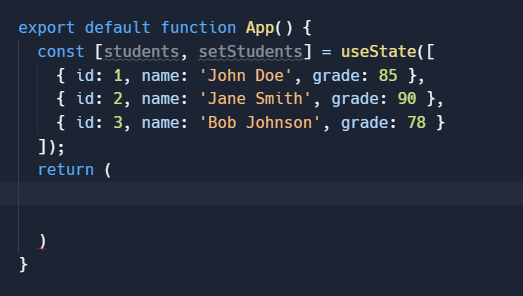 export default function App() {
  const [students, setStudents] = useState([
    { id: 1, name: 'John Doe', grade: 85 },
    { id: 2, name: 'Jane Smith', grade: 90 },
    { id: 3, name: 'Bob Johnson', grade: 78 }
  ]);
  return (
  )
}